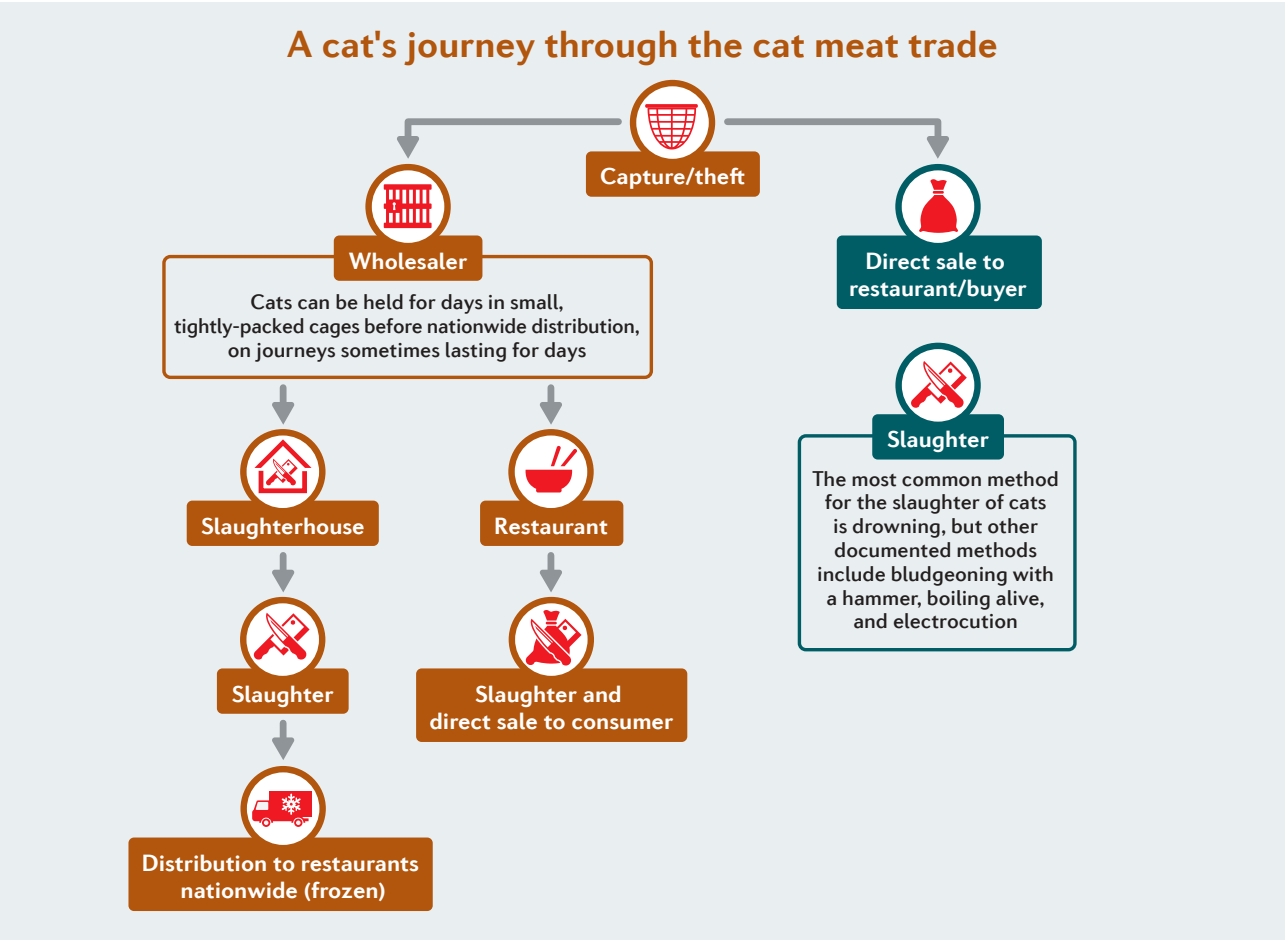 A cat's journey through the cat meat trade
Capture/theft
Wholesaler
Cats can be held for days in small,
tightly-packed cages before nationwide distribution,
on journeys sometimes lasting for days
Slaughterhouse
Slaughter
Distribution to restaurants
nationwide (frozen)
Restaurant
Slaughter and
direct sale to consumer
Direct sale to
restaurant/buyer
Slaughter
The most common method
for the slaughter of cats
is drowning, but other
documented methods
include bludgeoning with
a hammer, boiling alive,
and electrocution